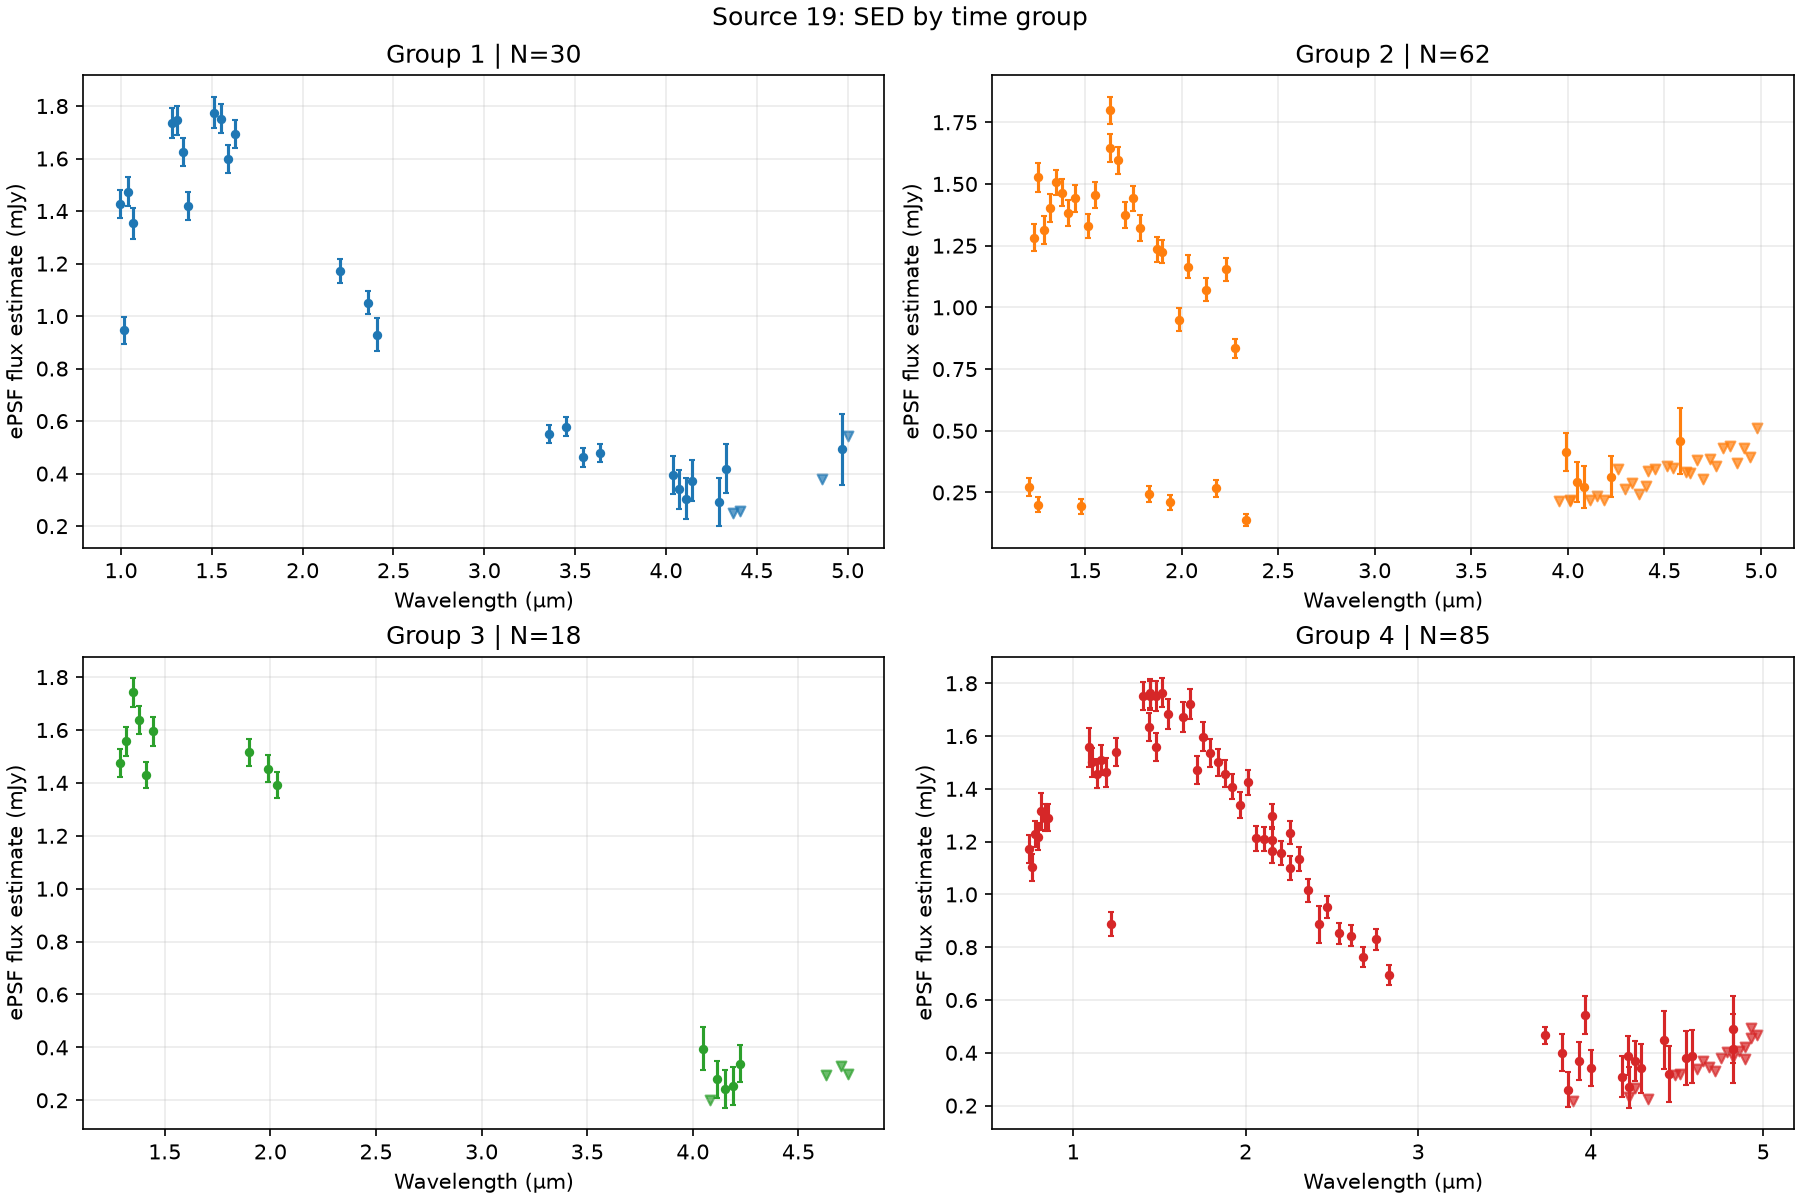 Source 19: SED by time group
Group 1 | N=30
ePSF flux estimate (mJy)
1.8
1.6
1.4
1.2
1.0
0.8
0.6
0.4
0.2
1.0 1.5 2.0 2.5 3.0 3.5 4.0 4.5 5.0
Wavelength (µm)
Group 2 | N=62
ePSF flux estimate (mJy)
1.75
1.50
1.25
1.00
0.75
0.50
0.25
1.5 2.0 2.5 3.0 3.5 4.0 4.5 5.0
Wavelength (µm)
Group 3 | N=18
ePSF flux estimate (mJy)
1.8
1.6
1.4
1.2
1.0
0.8
0.6
0.4
0.2
1.5 2.0 2.5 3.0 3.5 4.0 4.5
Wavelength (µm)
Group 4 | N=85
ePSF flux estimate (mJy)
1.8
1.6
1.4
1.2
1.0
0.8
0.6
0.4
0.2
1 2 3 4 5
Wavelength (µm)